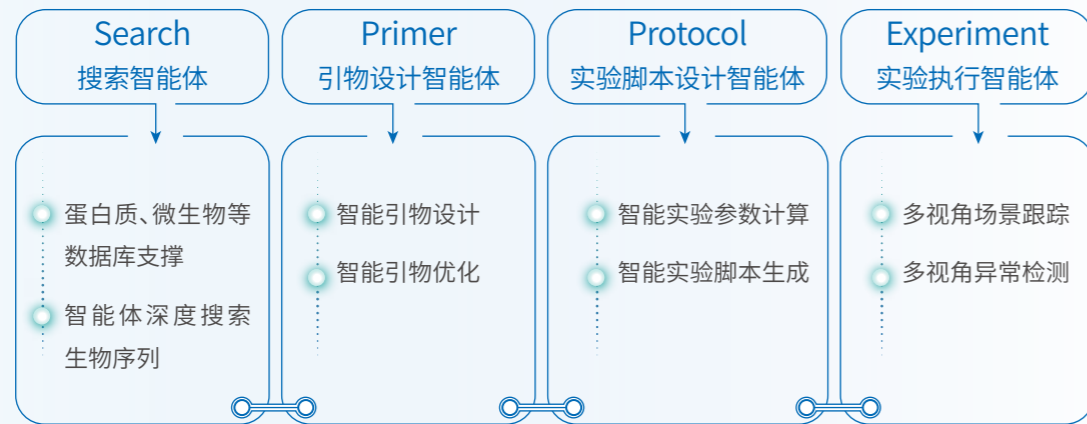 Search
搜索智能体
蛋白质、微生物等
数据库支撑
智能体深度搜索
生物序列
Primer
引物设计智能体
智能引物设计
智能引物优化
Protocol
实验脚本设计智能体
智能实验参数计算
智能实验脚本生成
Experiment
实验执行智能体
多视角场景跟踪
多视角异常检测